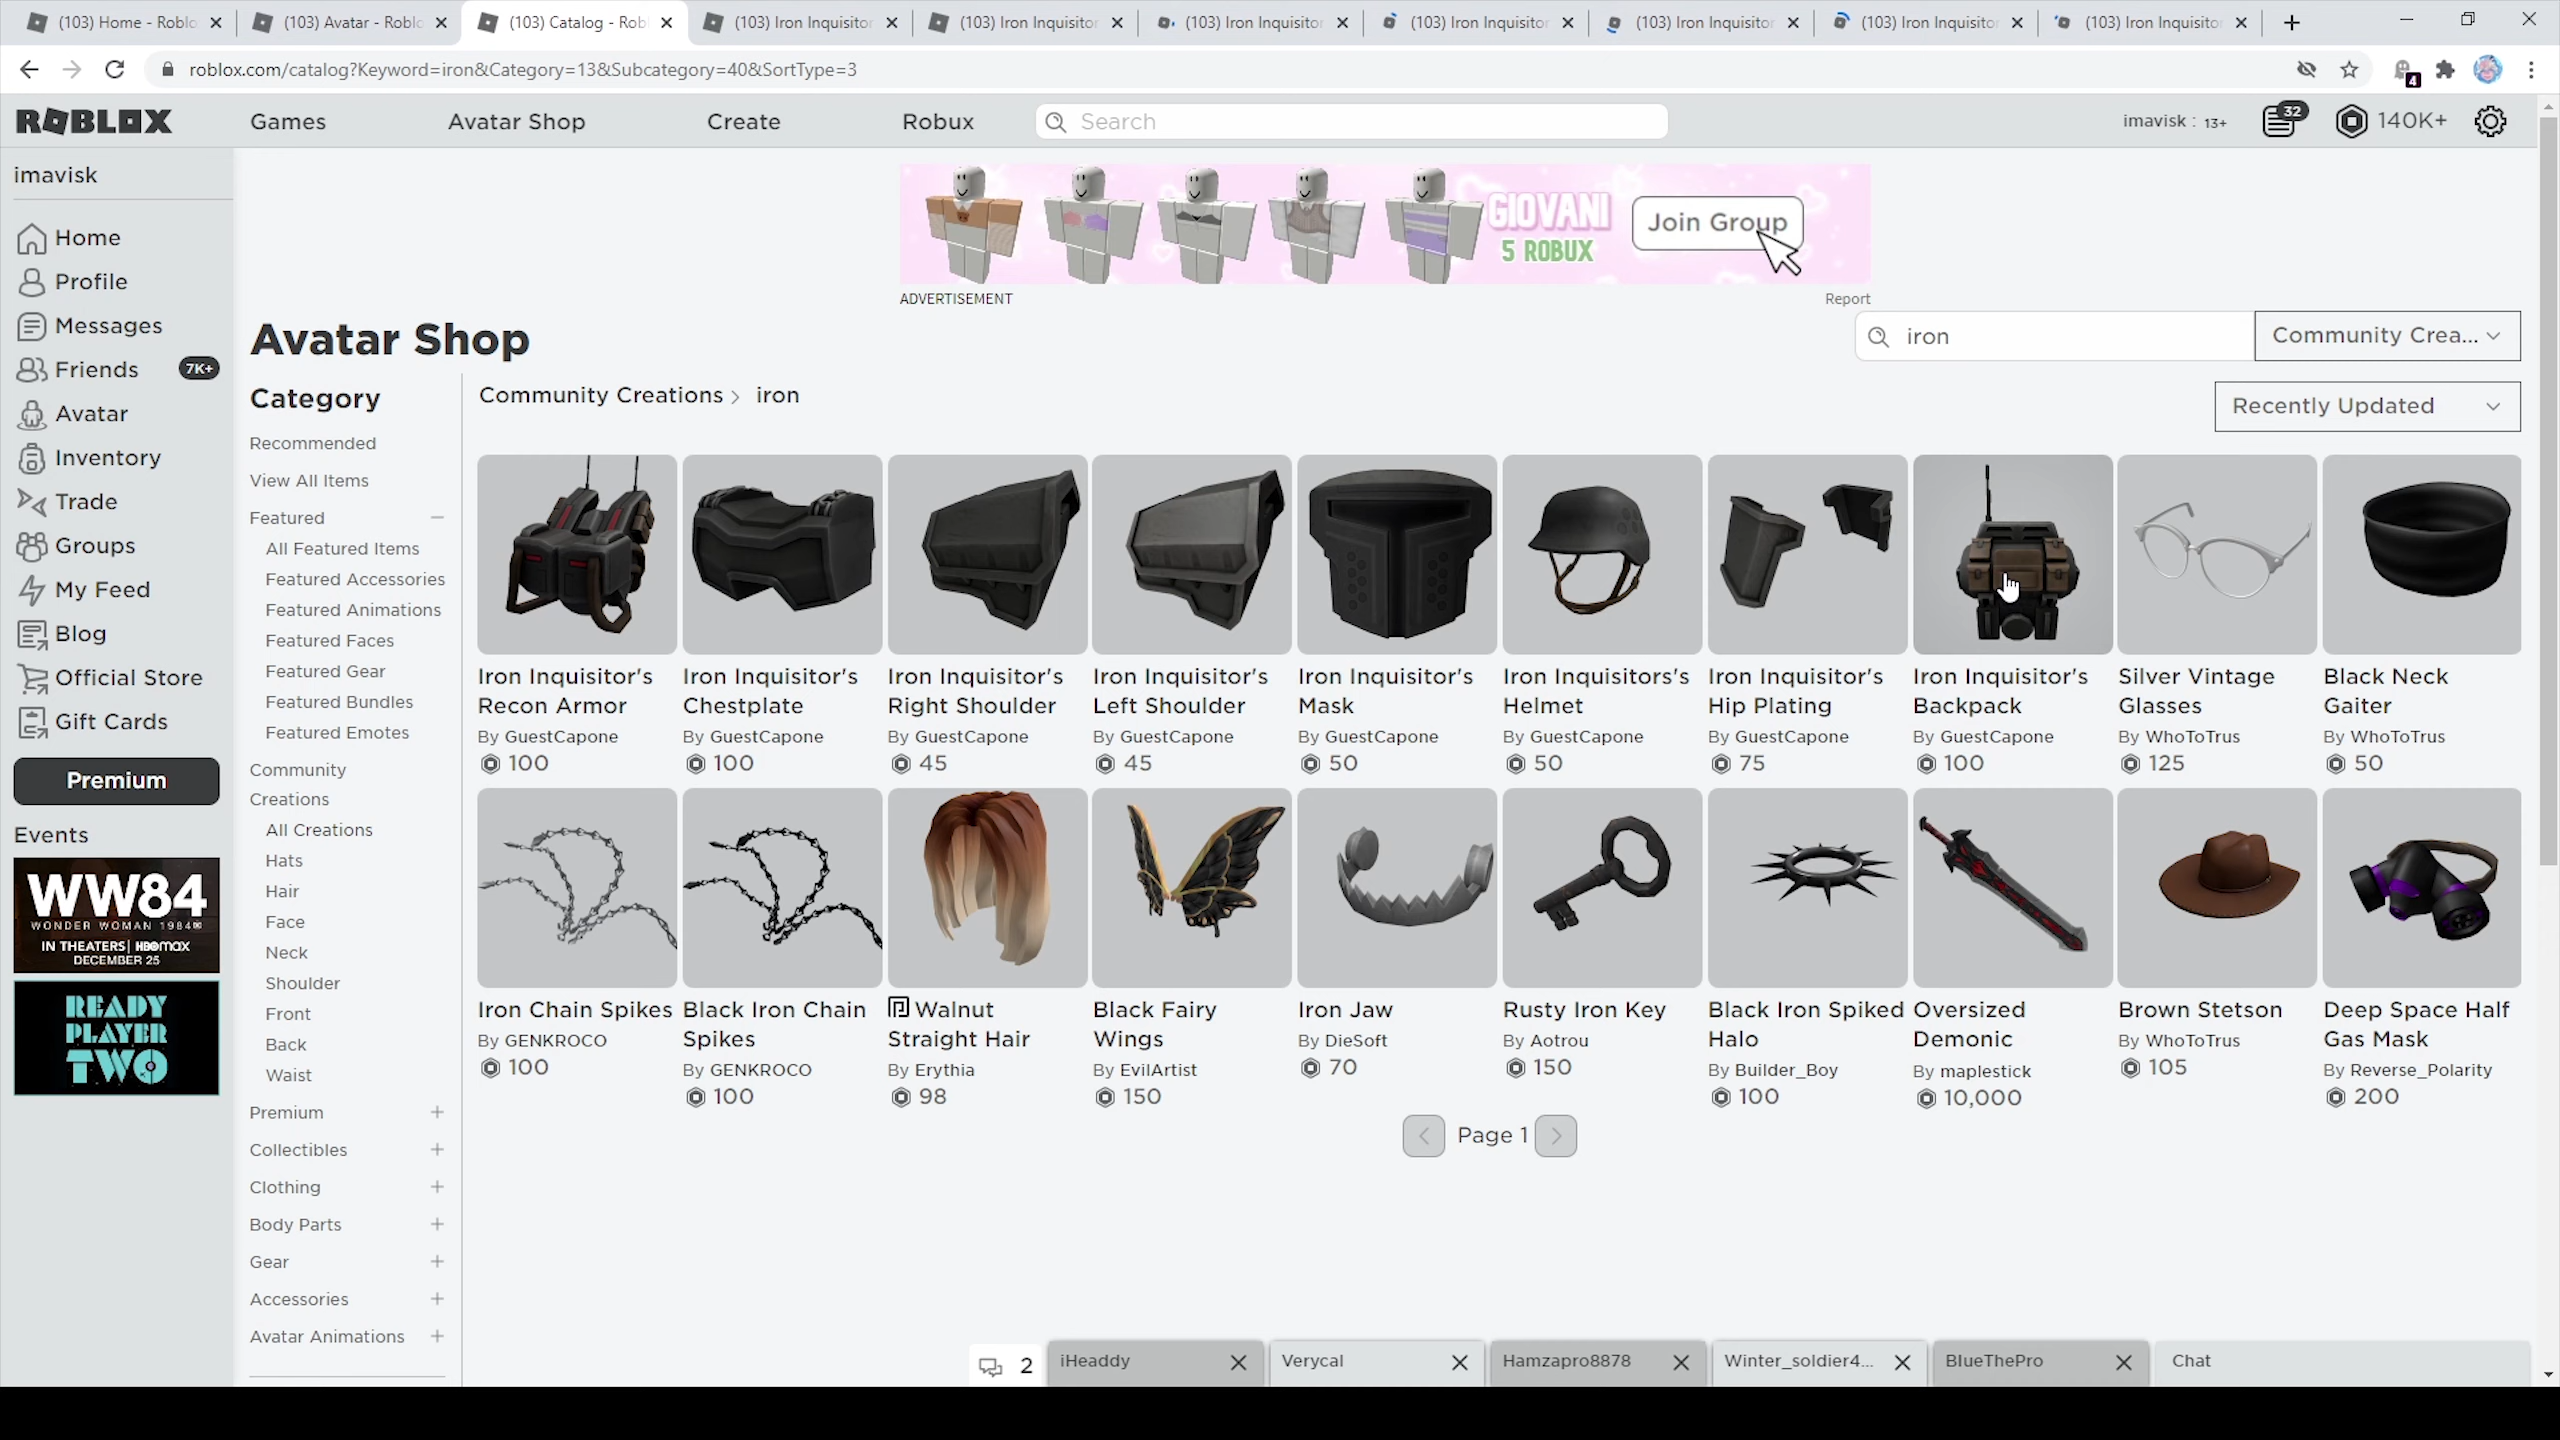 (103) Home - Roblo
(103) Avatar - Roblo
(103) Catalog - Rob
(103) Iron Inquisitor
(103) Iron Inquisitor
(103) Iron Inquisitor
(103) Iron Inquisitor
(103) Iron Inquisitor
(103) Iron Inquisitor
(103) Iron Inquisitor
roblox.com/catalog?Keyword=iron&Category=13&Subcategory=40&SortType=3
4
ROBLOX
Games
Avatar Shop
Create
Robux
Search
imavisk : 13+
32
140K+
imavisk
Home
Profile
Messages
Friends 7K+
Avatar
Inventory
Trade
Groups
My Feed
Blog
Official Store
Gift Cards
Premium
Events
WW84
WONDER WOMAN 1984
IN THEATERS | HBOmax
DECEMBER 25
READY
PLAYER
TWO
GIOVANI
5 ROBUX
Join Group
ADVERTISEMENT
Report
Avatar Shop
iron
Community Crea...
Category
Recommended
View All Items
Featured
All Featured Items
Featured Accessories
Featured Animations
Featured Faces
Featured Gear
Featured Bundles
Featured Emotes
Community
Creations
All Creations
Hats
Hair
Face
Neck
Shoulder
Front
Back
Waist
Premium
Collectibles
Clothing
Body Parts
Gear
Accessories
Avatar Animations
Community Creations > iron
Recently Updated
Iron Inquisitor's
Recon Armor
By GuestCapone
100
Iron Inquisitor's
Chestplate
By GuestCapone
100
Iron Inquisitor's
Right Shoulder
By GuestCapone
45
Iron Inquisitor's
Left Shoulder
By GuestCapone
45
Iron Inquisitor's
Mask
By GuestCapone
50
Iron Inquisitors's
Helmet
By GuestCapone
50
Iron Inquisitor's
Hip Plating
By GuestCapone
75
Iron Inquisitor's
Backpack
By GuestCapone
100
Silver Vintage
Glasses
By WhoToTrus
125
Black Neck
Gaiter
By WhoToTrus
50
Iron Chain Spikes
By GENKROCO
100
Black Iron Chain
Spikes
By GENKROCO
100
Walnut
Straight Hair
By Erythia
98
Black Fairy
Wings
By EvilArtist
150
Iron Jaw
By DieSoft
70
Rusty Iron Key
By Aotrou
150
Black Iron Spiked
Halo
By Builder_Boy
100
Oversized
Demonic
By maplestick
10,000
Brown Stetson
By WhoToTrus
105
Deep Space Half
Gas Mask
By Reverse_Polarity
200
Page 1
2
iHeaddy
Verycal
Hamzapro8878
Winter_soldier4...
BlueThePro
Chat